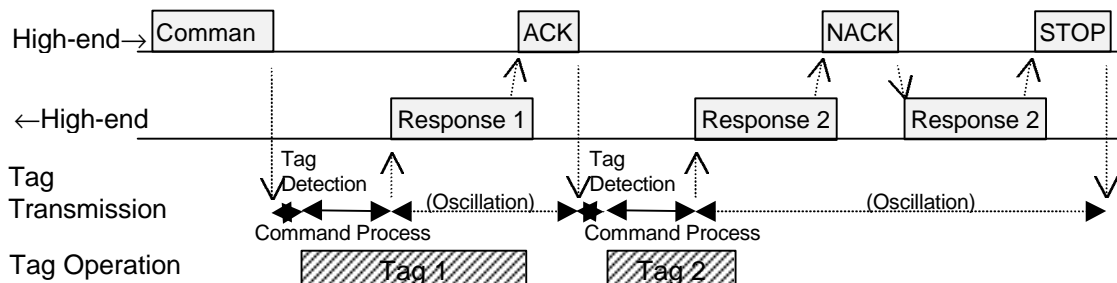 High-end→ Comman ACK NACK STOP
←High-end Response 1 Response 2 Response 2
Tag Detection Tag Detection
Tag Transmission (Oscillation) (Oscillation)
Command Process Command Process
Tag Operation Tag 1 Tag 2